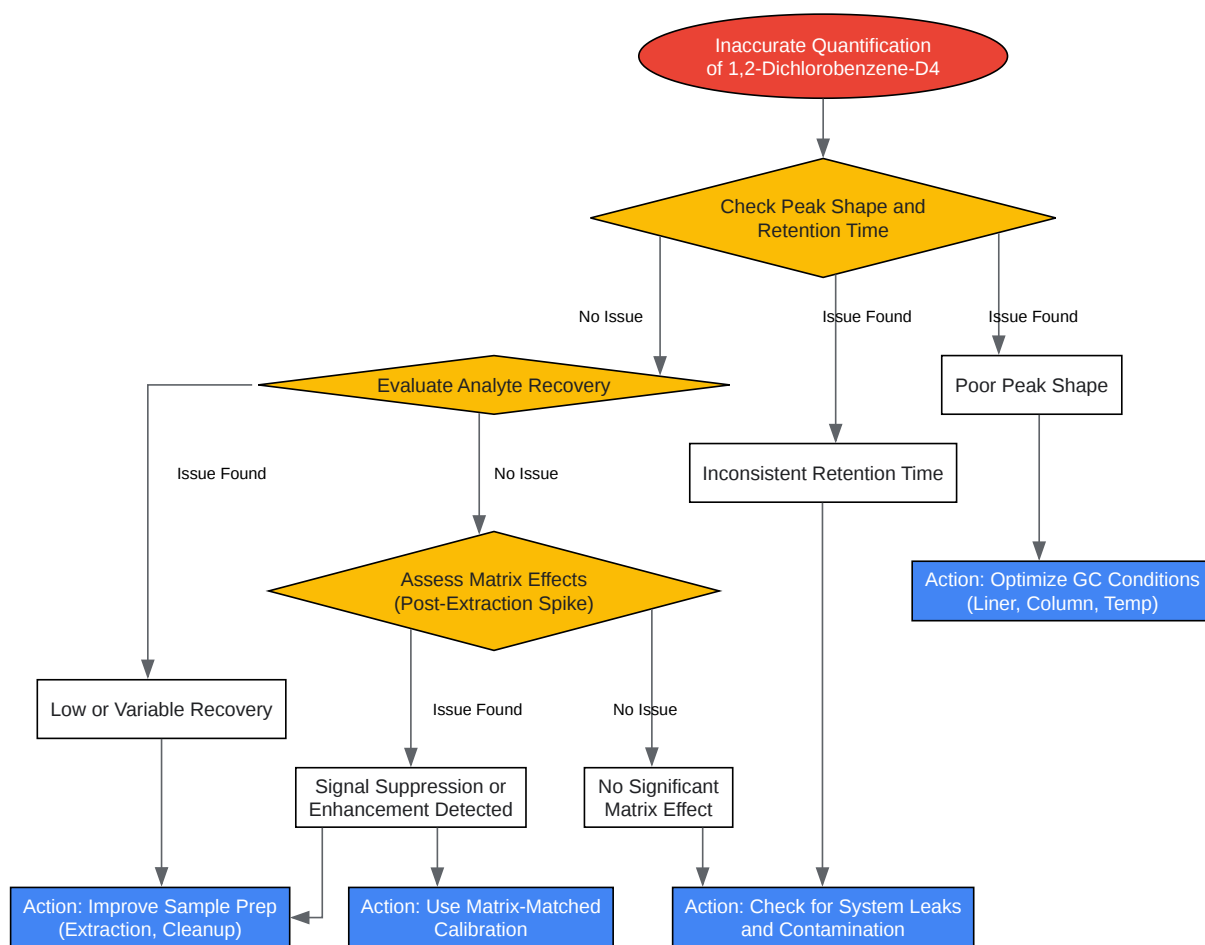 Inaccurate Quantification
of 1,2-Dichlorobenzene-D4
Check Peak Shape and
Retention Time
No Issue
Issue Found
Issue Found
Evaluate Analyte Recovery
Poor Peak Shape
Issue Found
No Issue
Inconsistent Retention Time
Assess Matrix Effects
(Post-Extraction Spike)
Action: Optimize GC Conditions
(Liner, Column, Temp)
Low or Variable Recovery
Issue Found
No Issue
Signal Suppression or
Enhancement Detected
No Significant
Matrix Effect
Action: Improve Sample Prep
(Extraction, Cleanup)
Action: Use Matrix-Matched
Calibration
Action: Check for System Leaks
and Contamination